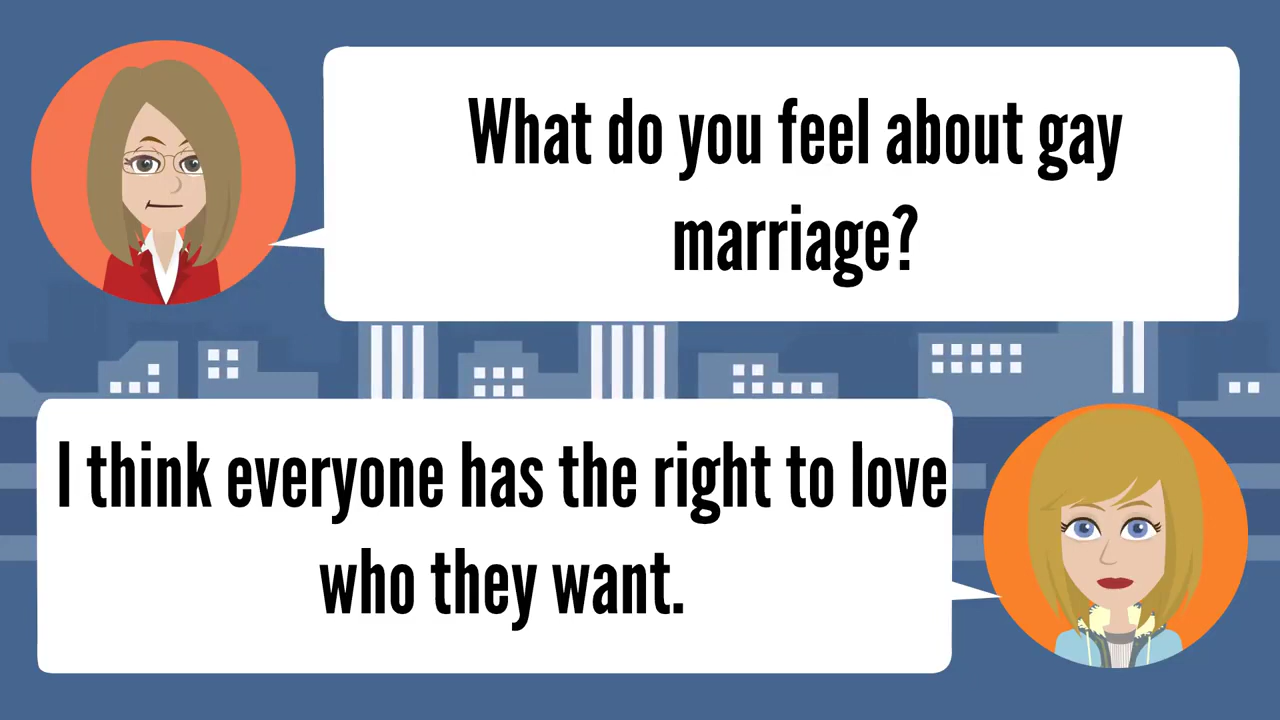 What do you feel about gay
marriage?
I think everyone has the right to love
who they want.